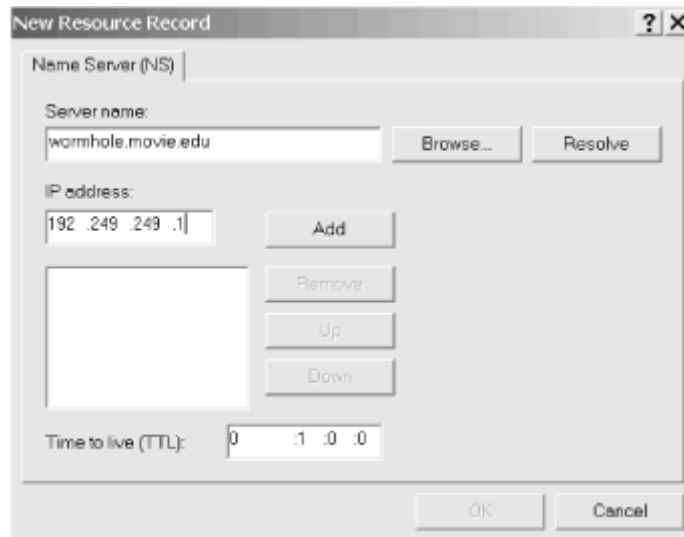 New Resource Record ? X
Name Server (NS)
Server name:
wormhole.movie.edu Browse... Resolve
IP address:
192 .249 .249 .1 Add
Remove
Up
Down
Time to live (TTL): 0 :1 :0 :0
OK Cancel